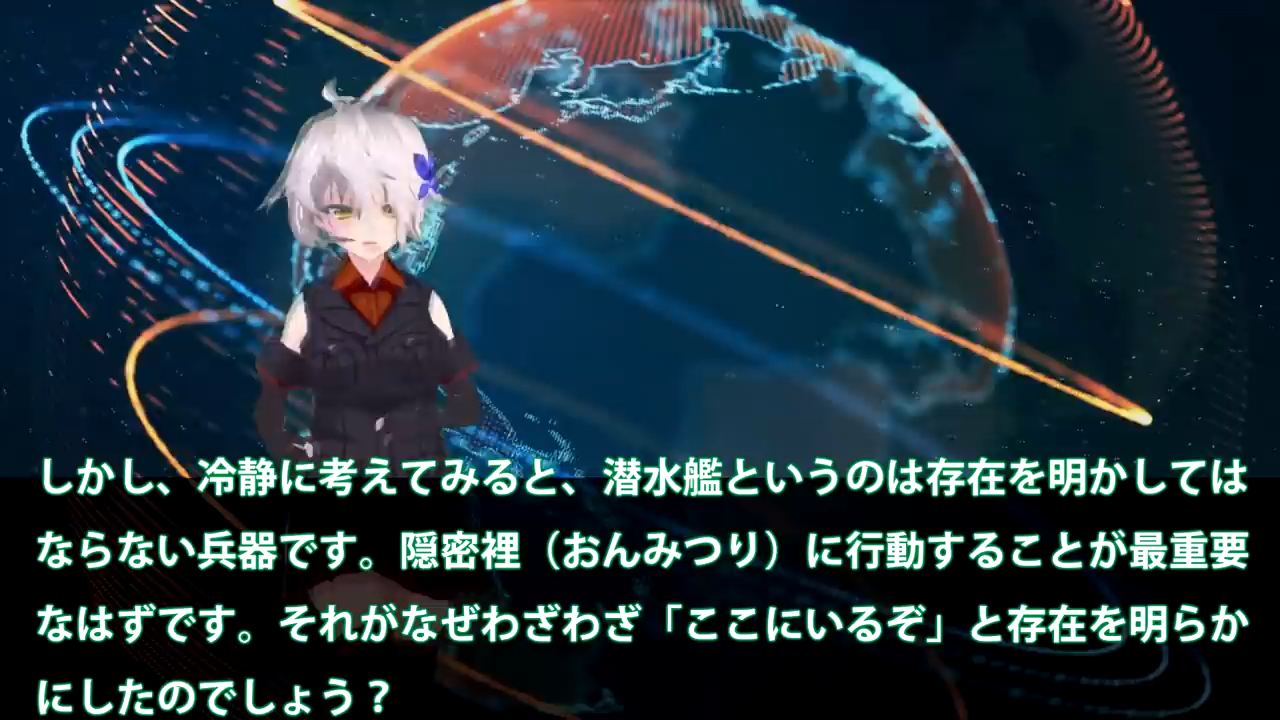 しかし、冷静に考えてみると、潜水艦というのは存在を明かしては
ならない兵器です。隠密裡（おんみつり）に行動することが最重要
なはずです。それがなぜわざわざ「ここにいるぞ」と存在を明らか
にしたのでしょう？